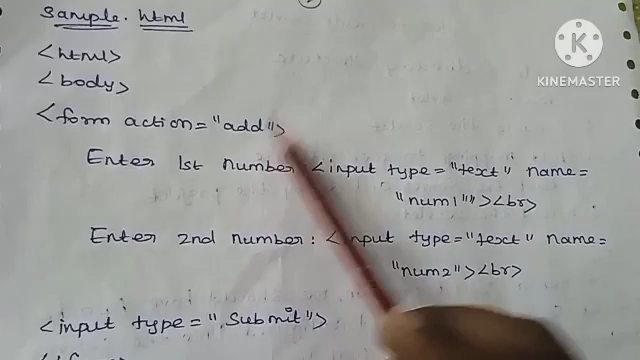 Sample. html
KINEMASTER
<html>
<body>
<form action="add">
Enter 1st number <input type="text" name=
"num1""><br>
Enter 2nd number: <input type="text" name=
"num2"><br>
<input type="Submit">